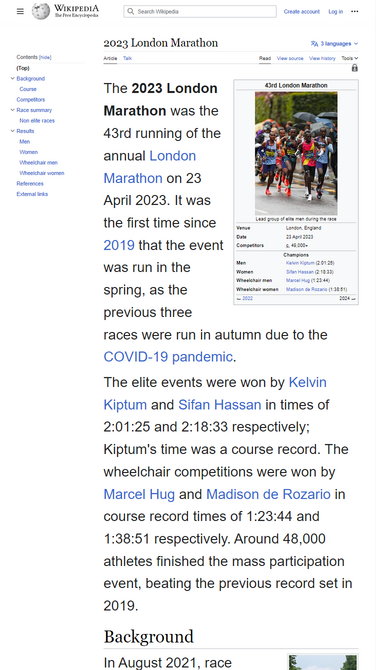 WIKIPEDIA
The Free Encyclopedia
Search Wikipedia
Create account Log in
Contents [hide]
(Top)
Background
Course
Competitors
Race summary
Non elite races
Results
Men
Women
Wheelchair men
Wheelchair women
References
External links
2023 London Marathon
3 languages
Article Talk
Read View source View history Tools
The 2023 London
Marathon was the
43rd running of the
annual London
Marathon on 23
April 2023. It was
the first time since
2019 that the event
was run in the
spring, as the
previous three
races were run in autumn due to the
COVID-19 pandemic.
43rd London Marathon
Lead group of elite men during the race
Venue London, England
Date 23 April 2023
Competitors c. 48,000+
Champions
Men Kelvin Kiptum (2:01:25)
Women Sifan Hassan (2:18:33)
Wheelchair men Marcel Hug (1:23:44)
Wheelchair women Madison de Rozario (1:38:51)
← 2022 2024 →
The elite events were won by Kelvin
Kiptum and Sifan Hassan in times of
2:01:25 and 2:18:33 respectively;
Kiptum's time was a course record. The
wheelchair competitions were won by
Marcel Hug and Madison de Rozario in
course record times of 1:23:44 and
1:38:51 respectively. Around 48,000
athletes finished the mass participation
event, beating the previous record set in
2019.
Background
In August 2021, race